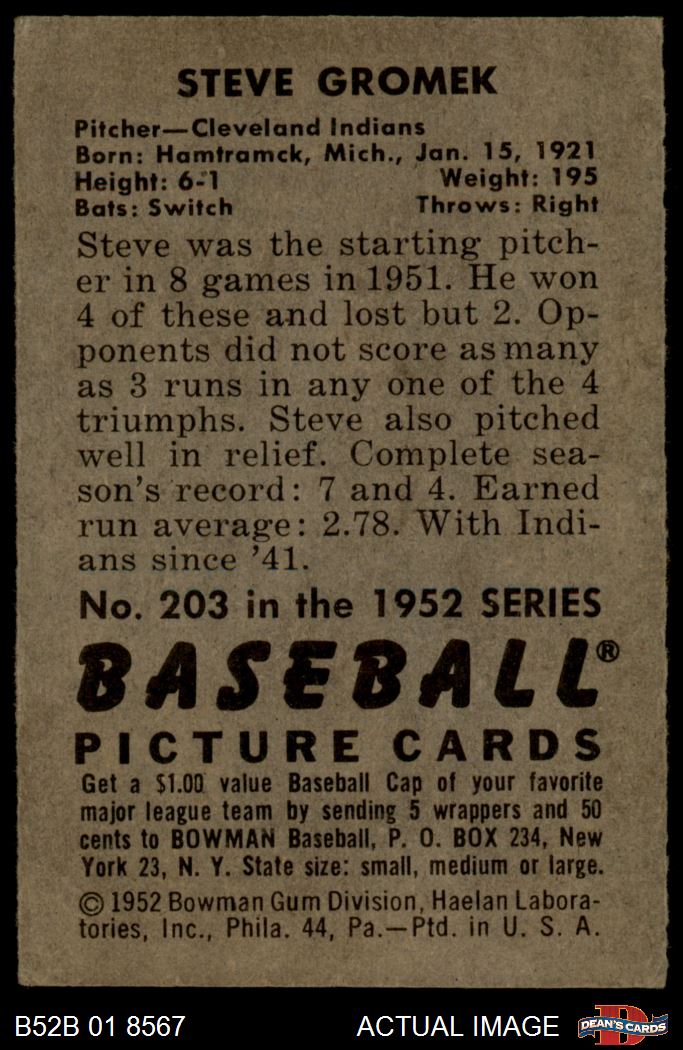 STEVE GROMEK
Pitcher—Cleveland Indians
Born: Hamtramck, Mich., Jan. 15, 1921
Height: 6-1 Weight: 195
Bats: Switch Throws: Right
Steve was the starting pitch-
er in 8 games in 1951. He won
4 of these and lost but 2. Op-
ponents did not score as many
as 3 runs in any one of the 4
triumphs. Steve also pitched
well in relief. Complete sea-
son's record: 7 and 4. Earned
run average: 2.78. With Indi-
ans since '41.
No. 203 in the 1952 SERIES
BASEBALL®
PICTURE CARDS
Get a $1.00 value Baseball Cap of your favorite
major league team by sending 5 wrappers and 50
cents to BOWMAN Baseball, P. O. BOX 234, New
York 23, N. Y. State size: small, medium or large.
© 1952 Bowman Gum Division, Haelan Labora-
tories, Inc., Phila. 44, Pa.—Ptd. in U. S. A.
B52B 01 8567 ACTUAL IMAGE
D
DEAN'S CARDS